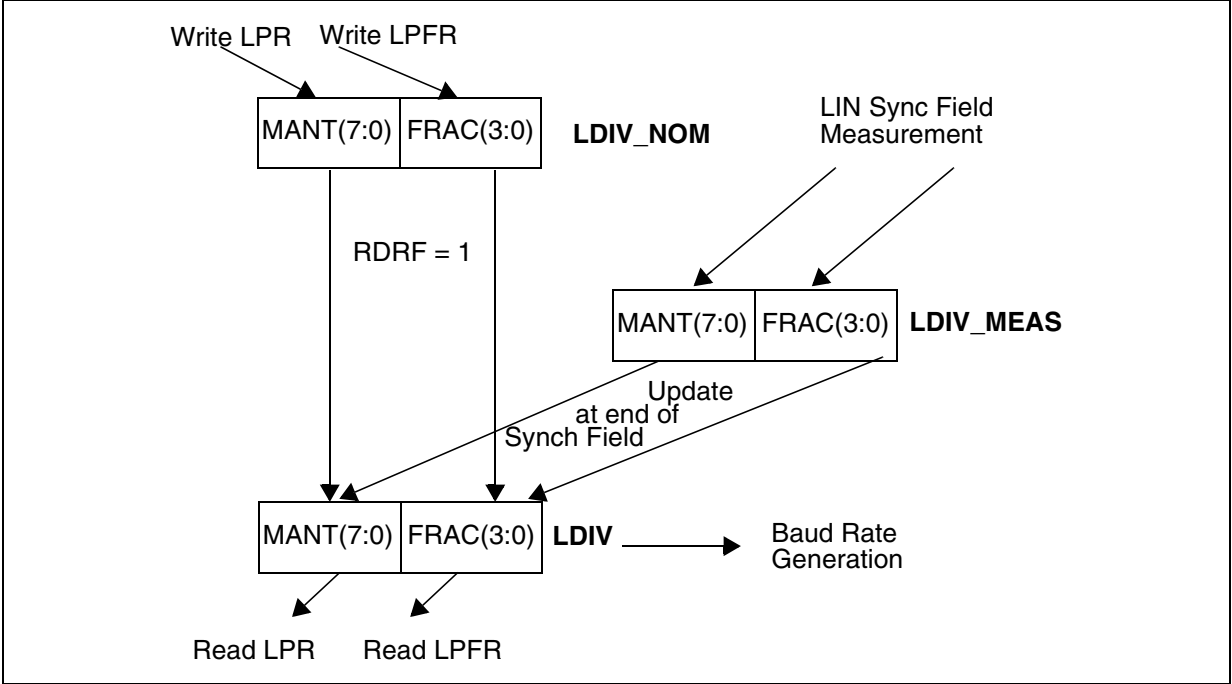 Write LPR
Write LPFR
MANT(7:0)
FRAC(3:0)
LDIV_NOM
LIN Sync Field
Measurement
RDRF = 1
MANT(7:0)
FRAC(3:0)
LDIV_MEAS
Update
at end of
Synch Field
MANT(7:0)
FRAC(3:0)
LDIV
Baud Rate
Generation
Read LPR
Read LPFR